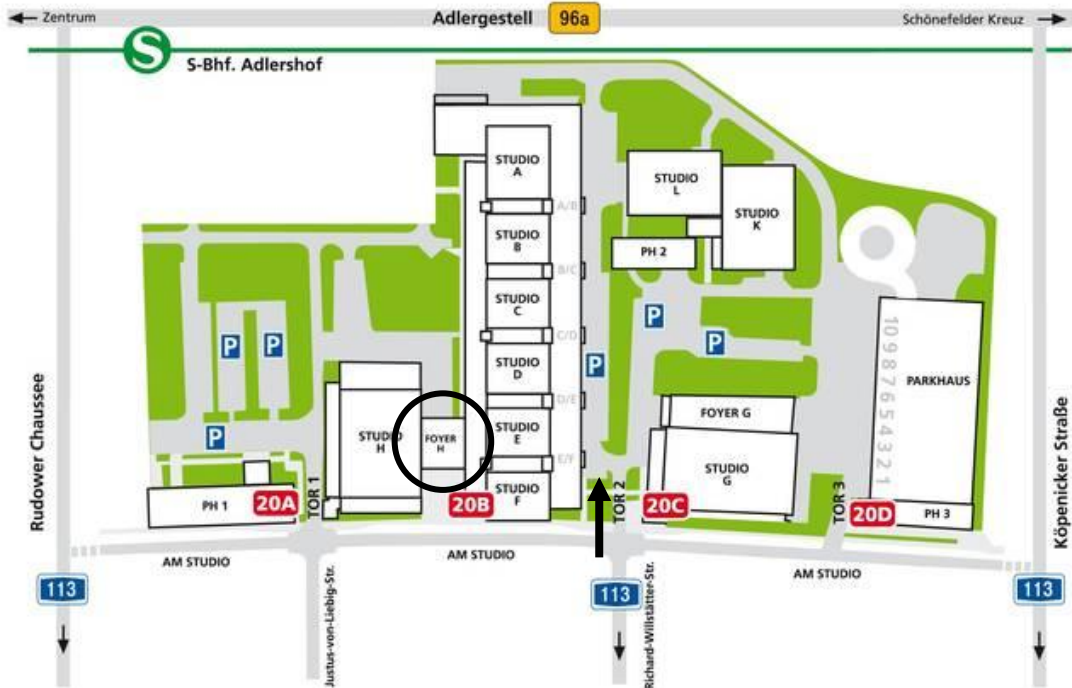 Zentrum
Adlergestell
96a
Schönefelder Kreuz
S
S-Bhf. Adlershof
STUDIO
A
A/B
STUDIO
B
B/C
STUDIO
C
C/D
STUDIO
D
D/E
STUDIO
E
E/F
STUDIO
F
STUDIO
L
STUDIO
K
PH 2
P
P
P
P
P
P
10 9 8 7 6 5 4 3 2 1
PARKHAUS
FOYER G
STUDIO
G
STUDIO
H
FOYER
H
PH 1
20A
TOR 1
20B
TOR 2
20C
TOR 3
20D
PH 3
Rudower Chaussee
Köpenicker Straße
AM STUDIO
AM STUDIO
AM STUDIO
113
Justus-von-Liebig-Str.
113
Richard-Willstätter-Str.
113